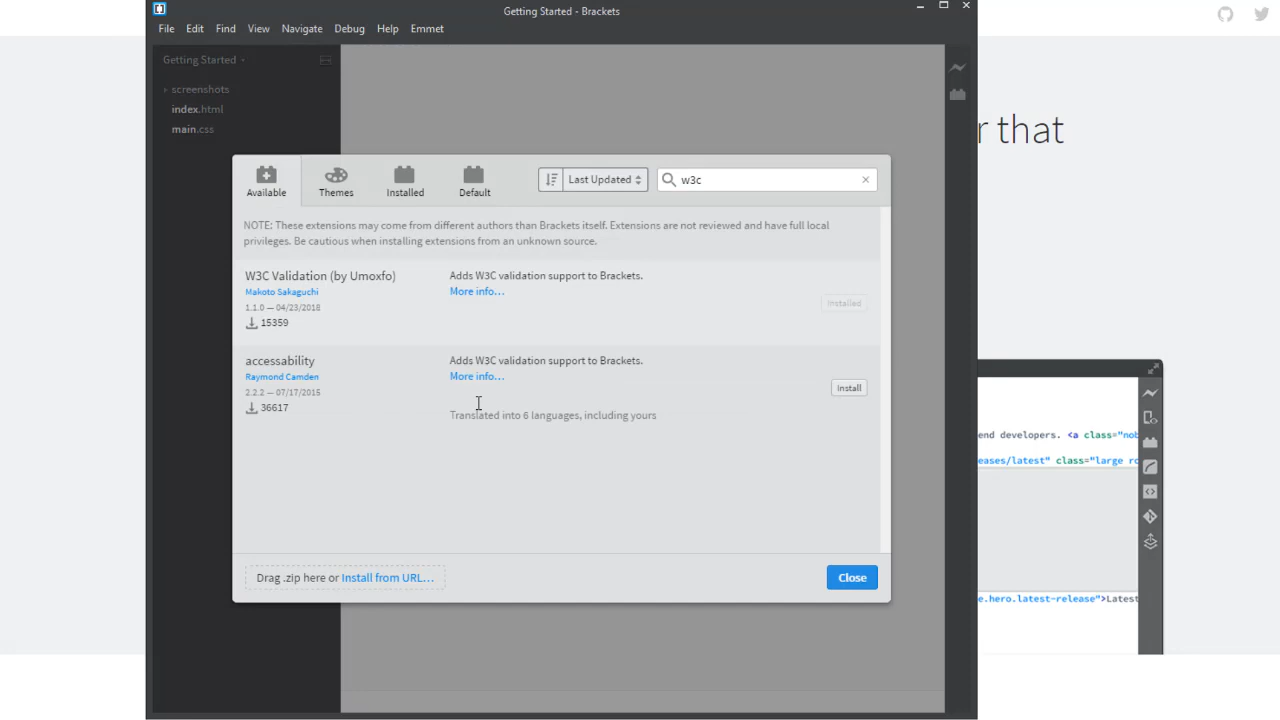 Getting Started - Brackets
File Edit Find View Navigate Debug Help Emmet
Getting Started
screenshots
index.html
main.css
r that
Available
Themes
Installed
Default
Last Updated
w3c
NOTE: These extensions may come from different authors than Brackets itself. Extensions are not reviewed and have full local
privileges. Be cautious when installing extensions from an unknown source.
W3C Validation (by Umoxfo)
Makoto Sakaguchi
1.1.0 — 04/23/2018
15359
Adds W3C validation support to Brackets.
More info...
Installed
accessability
Raymond Camden
2.2.2 — 07/17/2015
36617
Adds W3C validation support to Brackets.
More info...
Translated into 6 languages, including yours
Install
Drag .zip here or Install from URL...
Close
end developers. <a class="nob
eases/latest" class="large ro
e.hero.latest-release">Latest